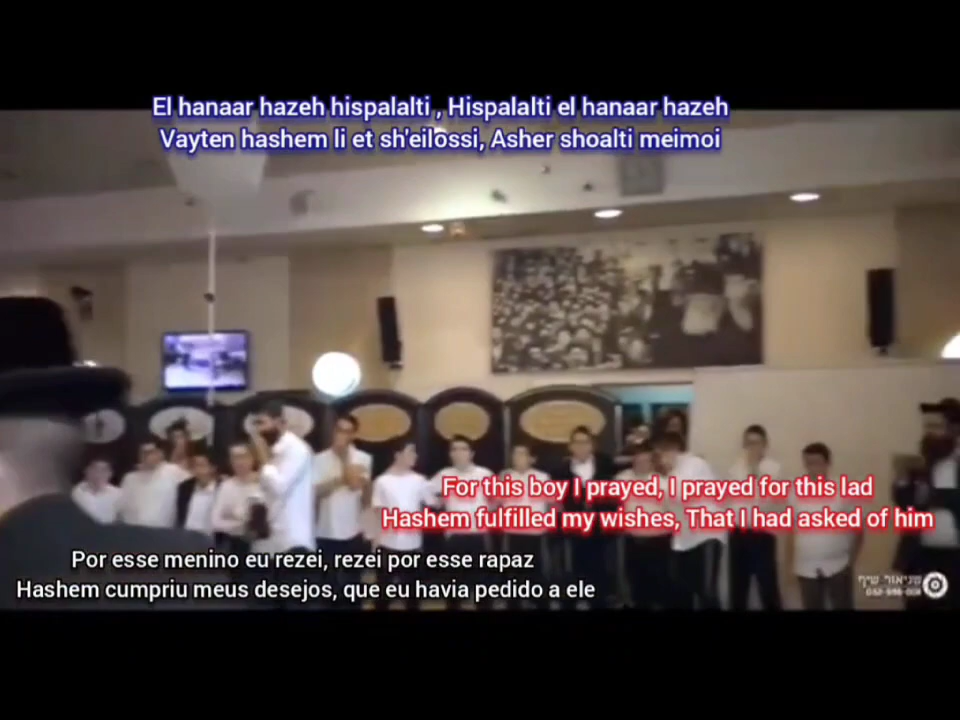 El hanaar hazeh hispalalti , Hispalalti el hanaar hazeh
Vayten hashem li et sh'eilossi, Asher shoalti meimoi
For this boy I prayed, I prayed for this lad
Hashem fulfilled my wishes, That I had asked of him
Por esse menino eu rezei, rezei por esse rapaz
Hashem cumpriu meus desejos, que eu havia pedido a ele
שניאור שיף